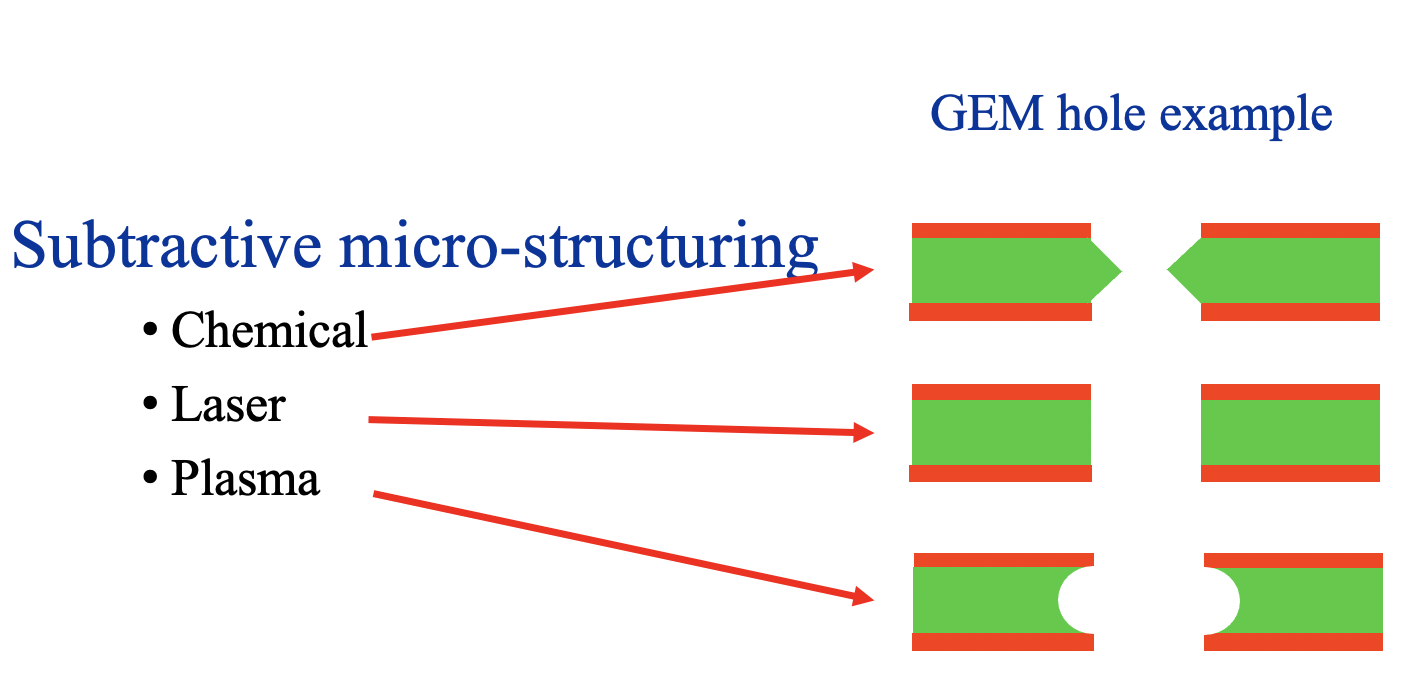 GEM hole example
Subtractive micro-structuring
• Chemical
• Laser
• Plasma